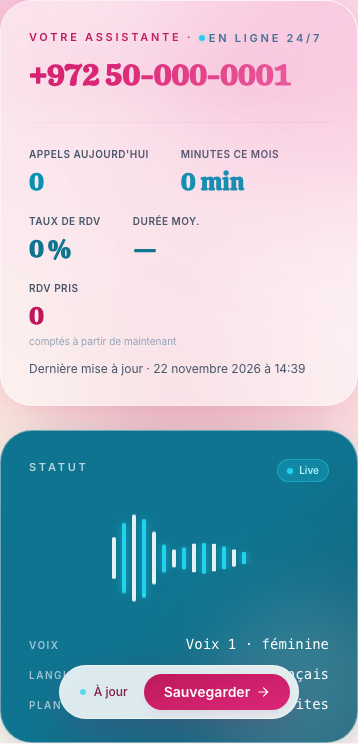 VOTRE ASSISTANTE · EN LIGNE 24/7
+972 50-000-0001
APPELS AUJOURD'HUI MINUTES CE MOIS
0 0 min
TAUX DE RDV DURÉE MOY.
0 % —
RDV PRIS
0
comptés à partir de maintenant
Dernière mise à jour · 22 novembre 2026 à 14:39
STATUT Live
VOIX Voix 1 · féminine
À jour Sauvegarder →
PLAN